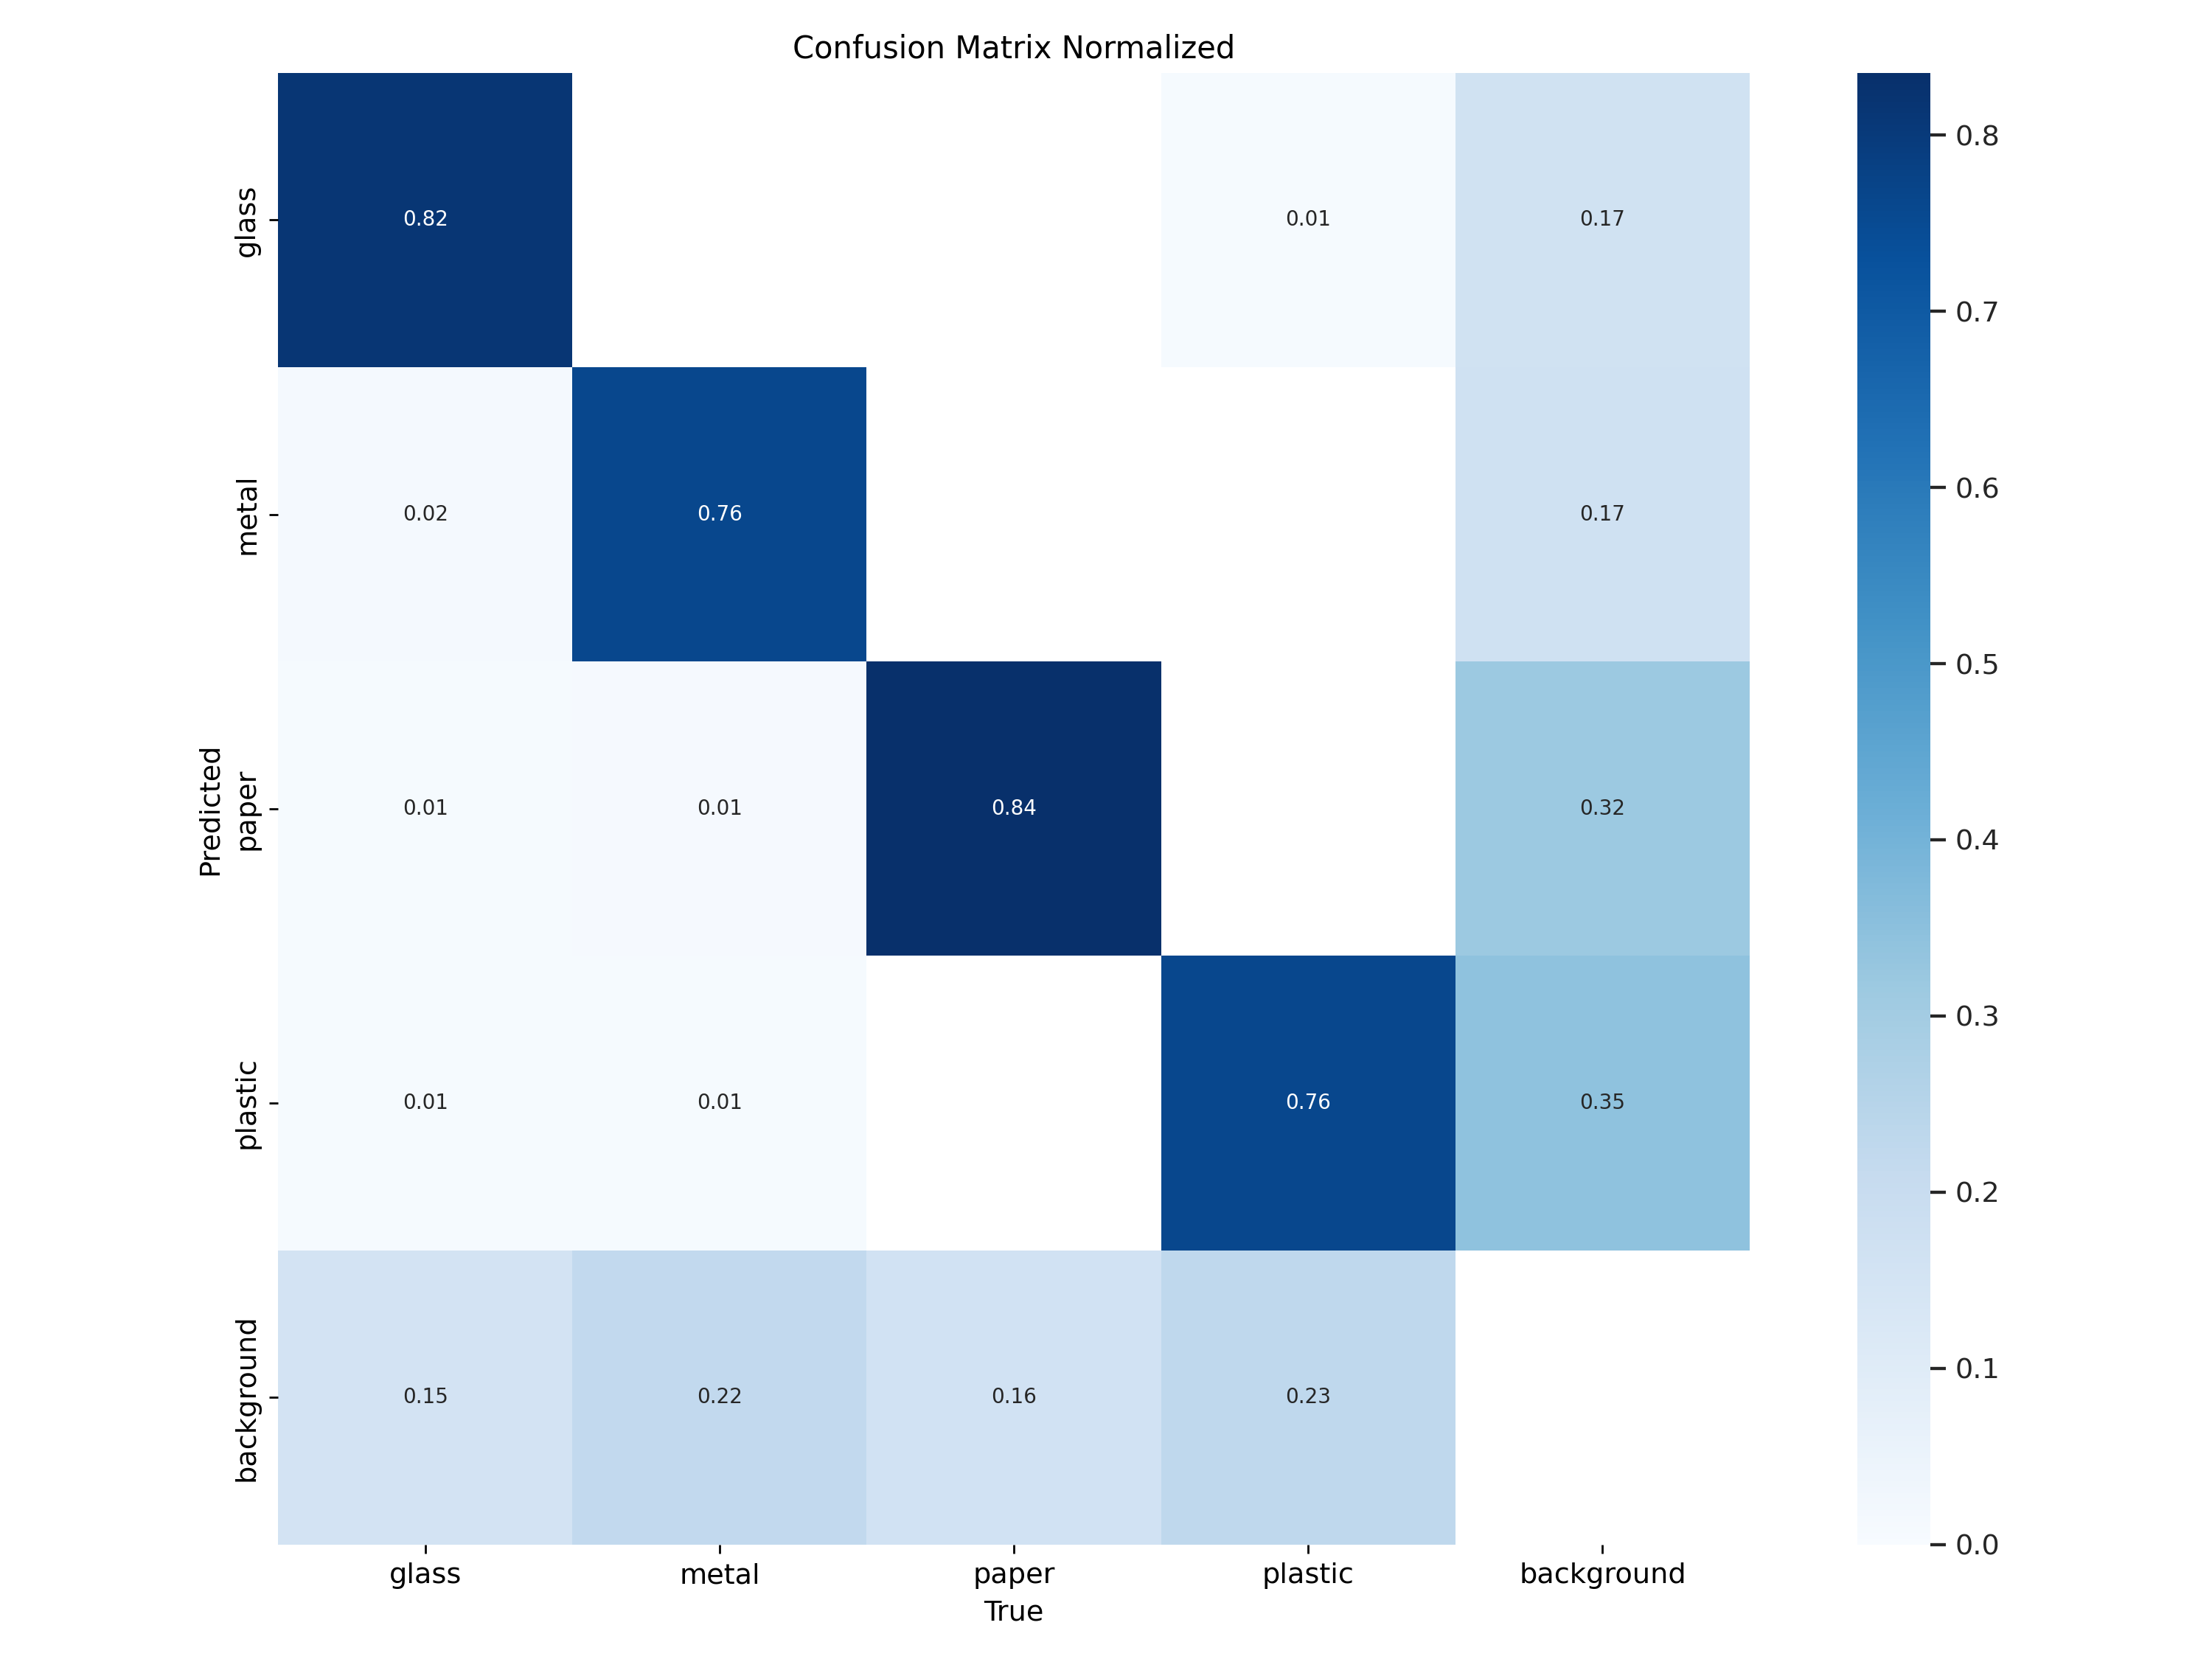 Confusion Matrix Normalized
glass
0.82
0.01
0.17
metal
0.02
0.76
0.17
Predicted
paper
0.01
0.01
0.84
0.32
plastic
0.01
0.01
0.76
0.35
background
0.15
0.22
0.16
0.23
glass
metal
paper
plastic
background
True
0.8
0.7
0.6
0.5
0.4
0.3
0.2
0.1
0.0